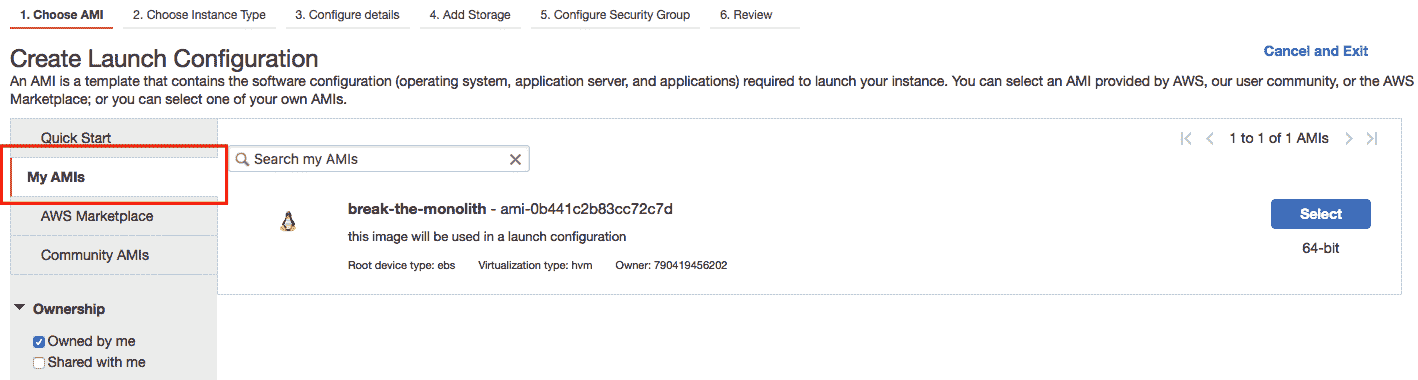 1. Choose AMI 2. Choose Instance Type 3. Configure details 4. Add Storage 5. Configure Security Group 6. Review
Create Launch Configuration
Cancel and Exit
An AMI is a template that contains the software configuration (operating system, application server, and applications) required to launch your instance. You can select an AMI provided by AWS, our user community, or the AWS
Marketplace; or you can select one of your own AMIs.
Quick Start
My AMIs
AWS Marketplace
Community AMIs
Ownership
Owned by me
Shared with me
1 to 1 of 1 AMIs
Search my AMIs
break-the-monolith - ami-0b441c2b83cc72c7d
this image will be used in a launch configuration
Root device type: ebs Virtualization type: hvm Owner: 790419456202
Select
64-bit